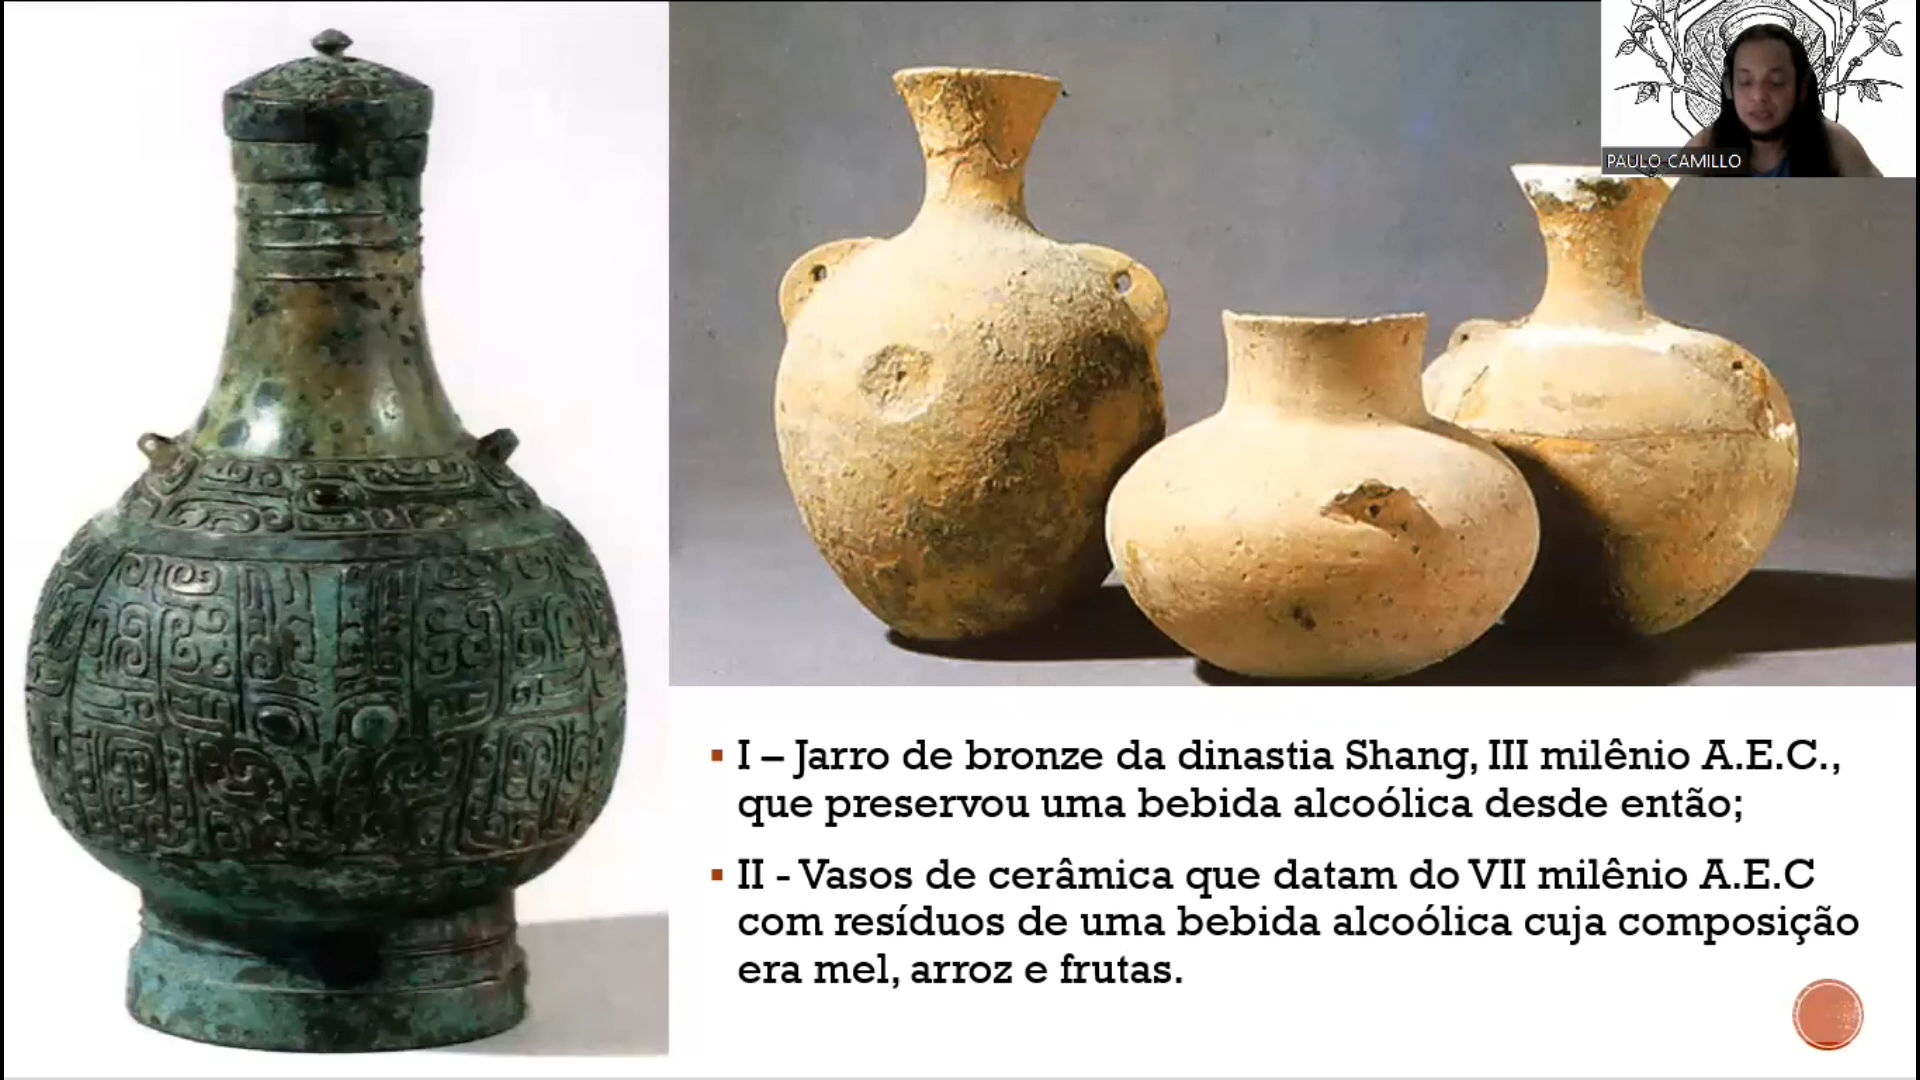 PAULO CAMILLO
I – Jarro de bronze da dinastia Shang, III milênio A.E.C.,
que preservou uma bebida alcoólica desde então;
II - Vasos de cerâmica que datam do VII milênio A.E.C
com resíduos de uma bebida alcoólica cuja composição
era mel, arroz e frutas.